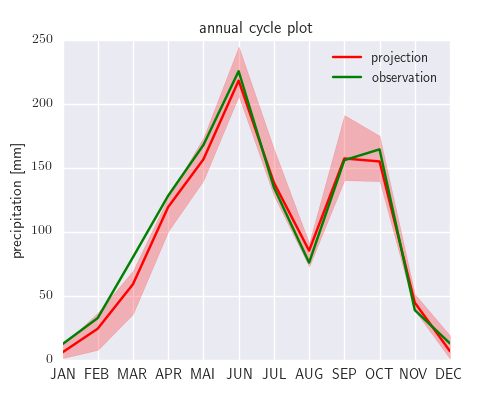 annual cycle plot
projection
observation
precipitation [mm]
250
200
150
100
50
0
JAN FEB MAR APR MAI JUN JUL AUG SEP OCT NOV DEC